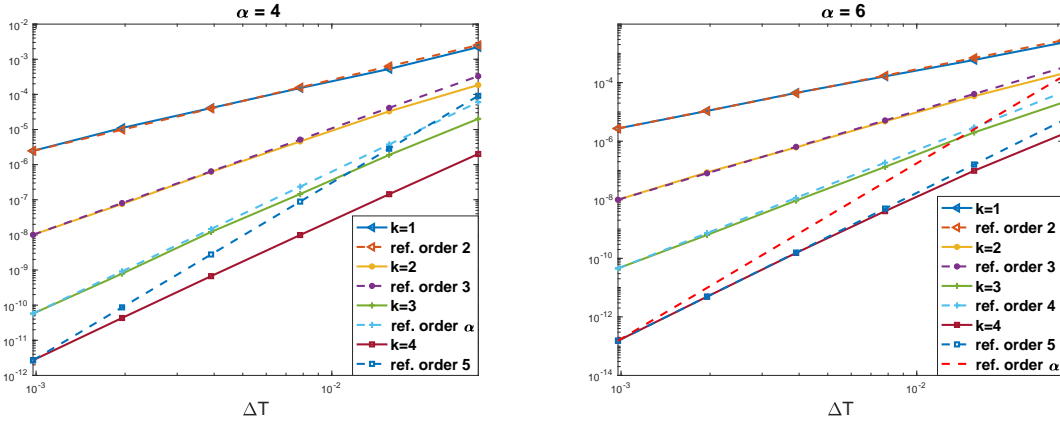 α = 4
10^-2
10^-3
10^-4
10^-5
10^-6
10^-7
10^-8
10^-9
10^-10
10^-11
10^-12
10^-3
10^-2
ΔT
k=1
ref. order 2
k=2
ref. order 3
k=3
ref. order α
k=4
ref. order 5
α = 6
10^-2
10^-4
10^-6
10^-8
10^-10
10^-12
10^-14
10^-3
10^-2
ΔT
k=1
ref. order 2
k=2
ref. order 3
k=3
ref. order 4
k=4
ref. order 5
ref. order α